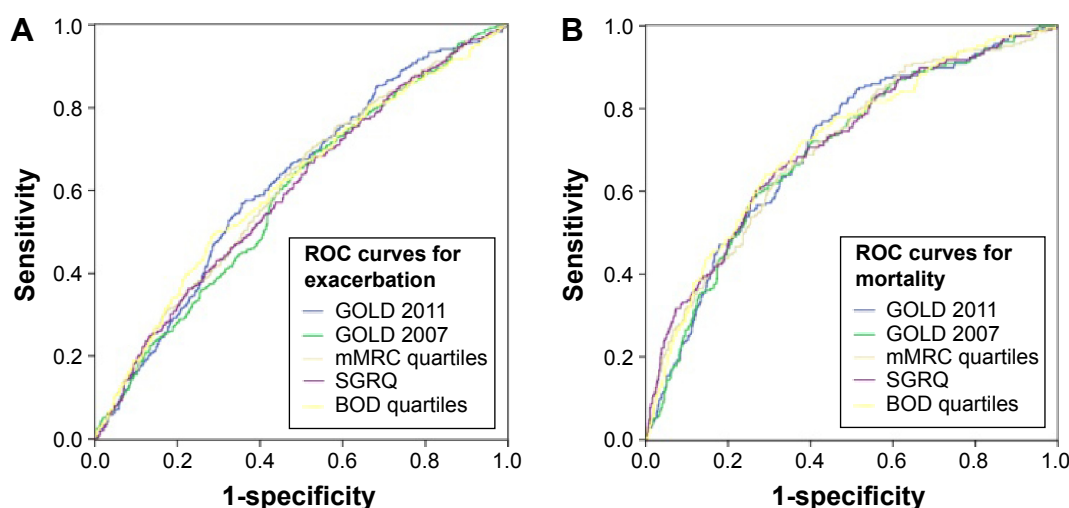 A
Sensitivity
1.0
0.8
0.6
0.4
0.2
0.0
0.0 0.2 0.4 0.6 0.8 1.0
1-specificity
ROC curves for
exacerbation
GOLD 2011
GOLD 2007
mMRC quartiles
SGRQ
BOD quartiles
B
Sensitivity
1.0
0.8
0.6
0.4
0.2
0.0
0.0 0.2 0.4 0.6 0.8 1.0
1-specificity
ROC curves for
mortality
GOLD 2011
GOLD 2007
mMRC quartiles
SGRQ
BOD quartiles